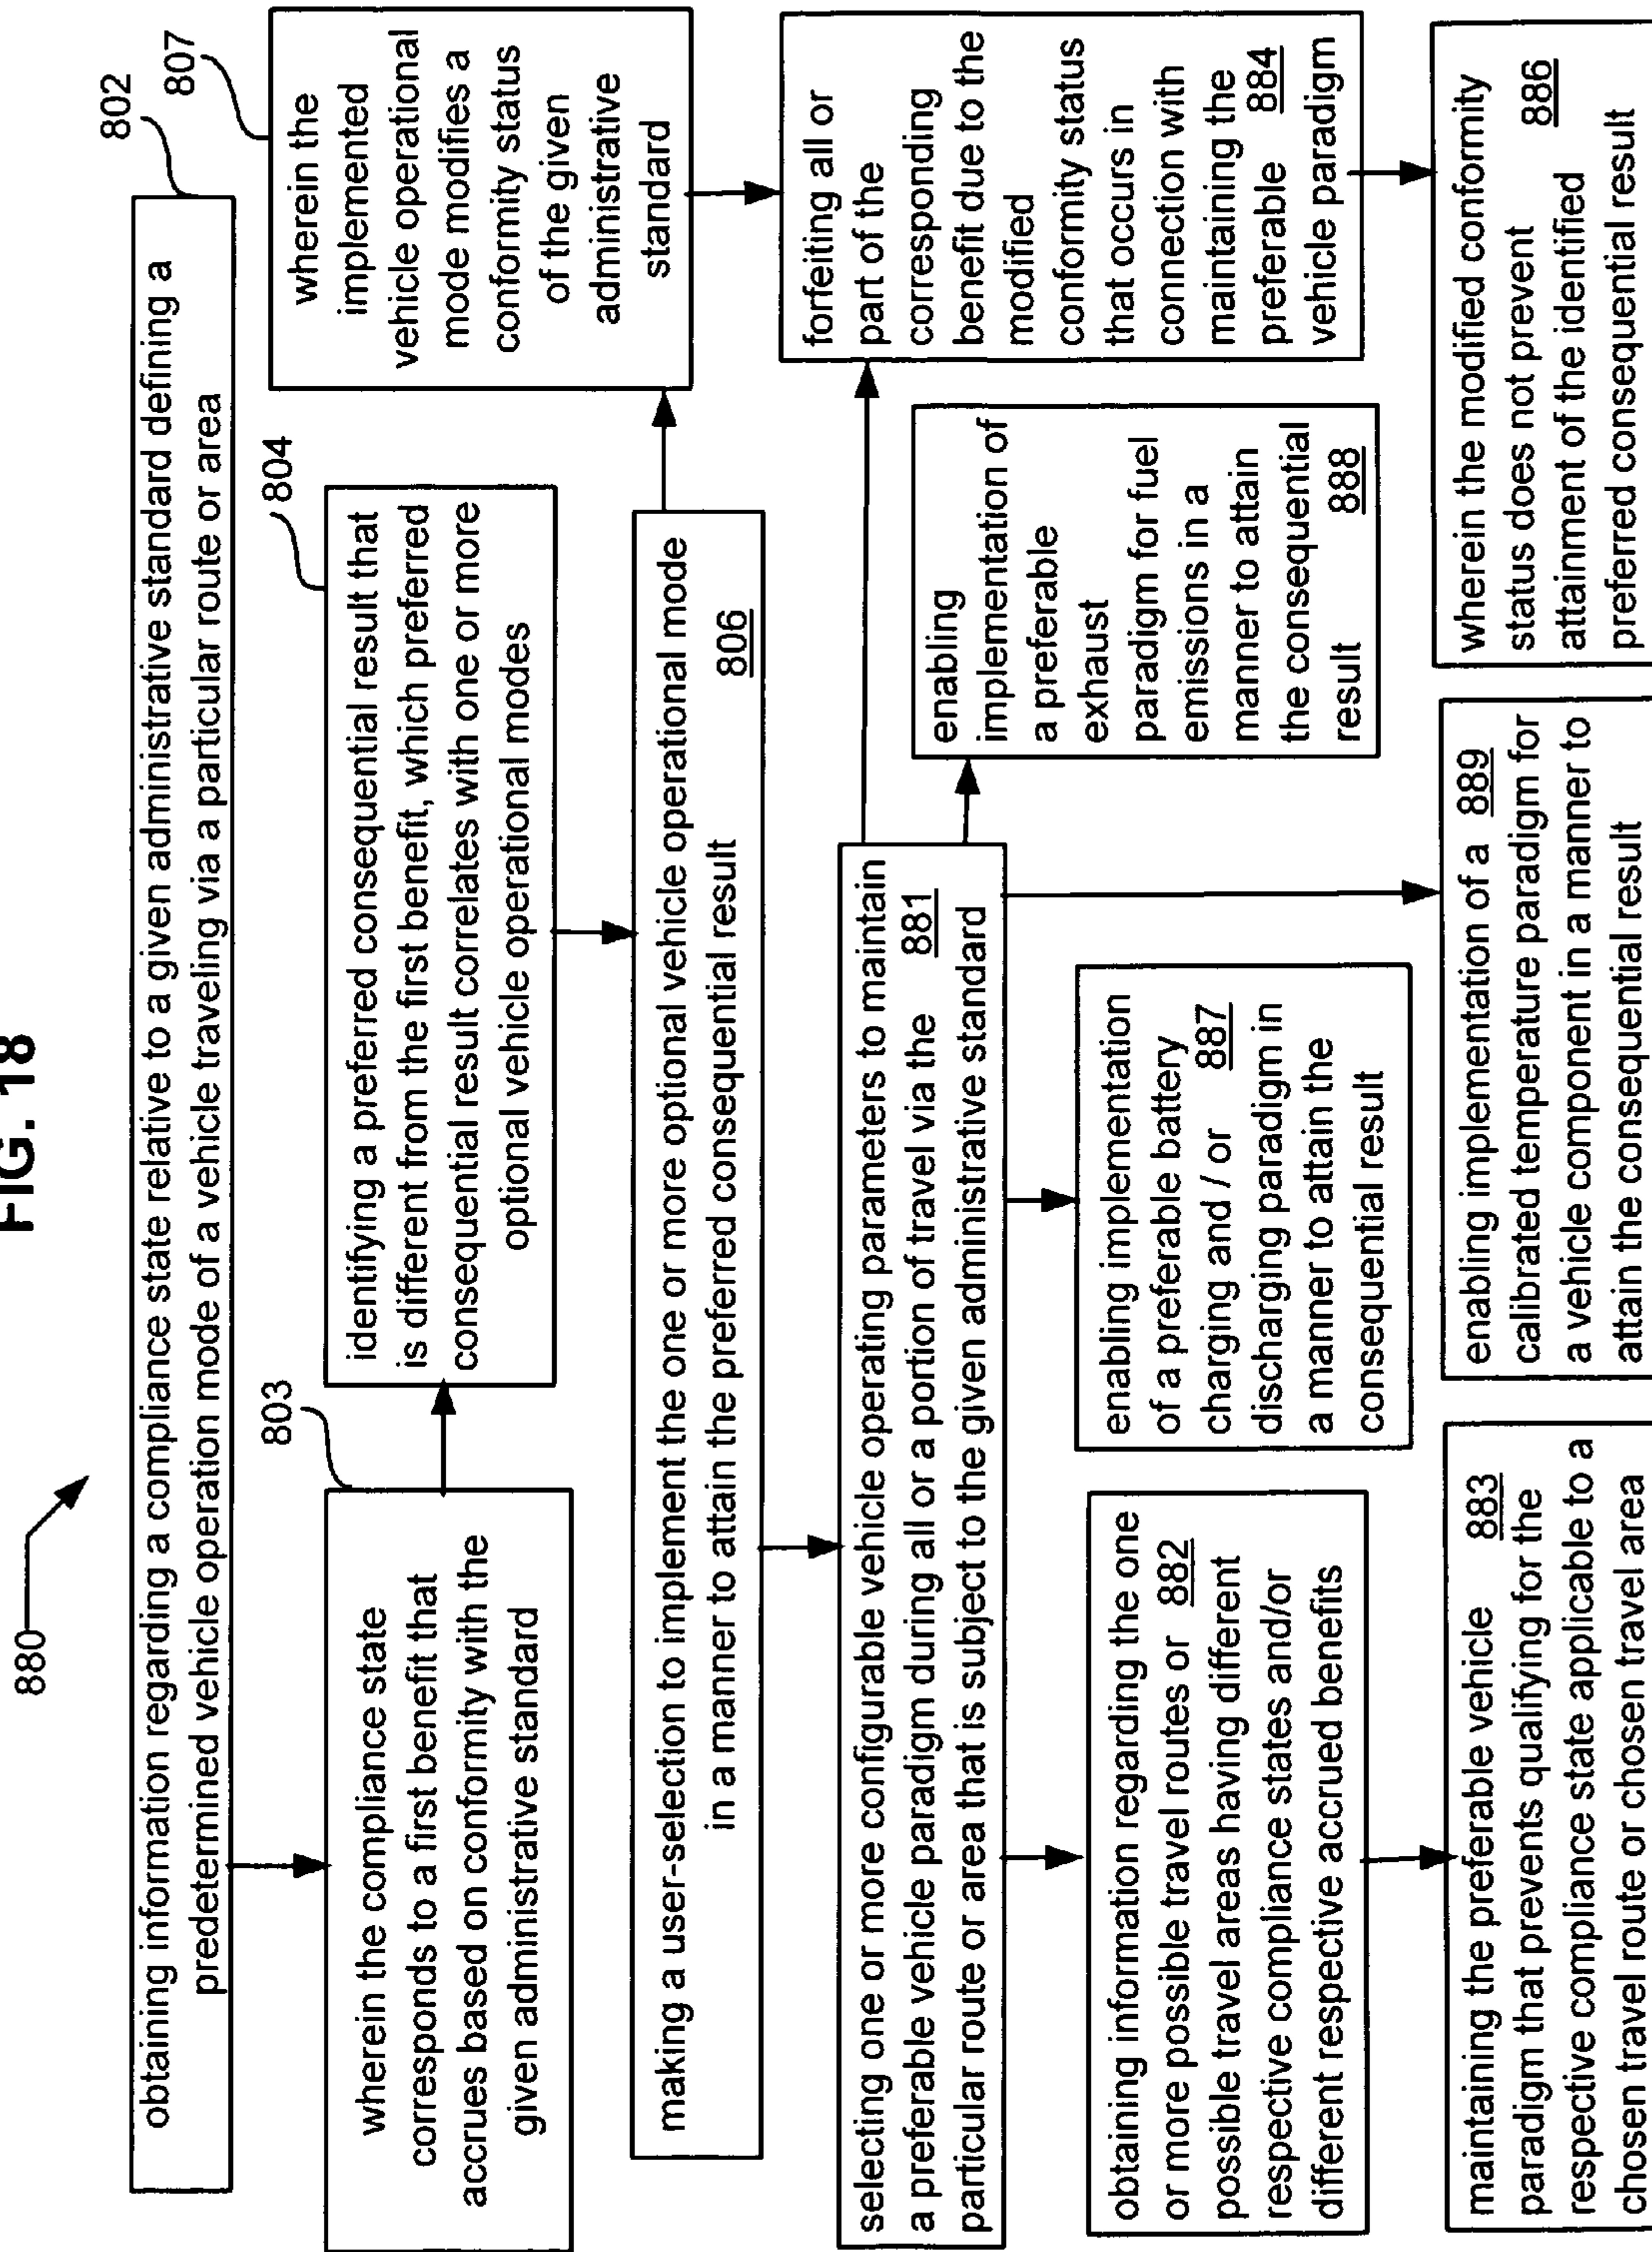 FIG. 18
880
802
obtaining information regarding a compliance state relative to a given administrative standard defining a
predetermined vehicle operation mode of a vehicle traveling via a particular route or area
803
wherein the compliance state
corresponds to a first benefit that
accrues based on conformity with the
given administrative standard
804
identifying a preferred consequential result that
is different from the first benefit, which preferred
consequential result correlates with one or more
optional vehicle operational modes
807
wherein the
implemented
vehicle operational
mode modifies a
conformity status
of the given
administrative
standard
making a user-selection to implement the one or more optional vehicle operational mode
in a manner to attain the preferred consequential result 806
selecting one or more configurable vehicle operating parameters to maintain
a preferable vehicle paradigm during all or a portion of travel via the 881
particular route or area that is subject to the given administrative standard
forfeiting all or
part of the
corresponding
benefit due to the
modified
conformity status
that occurs in
connection with
maintaining the
preferable 884
vehicle paradigm
enabling
implementation of
a preferable
exhaust
paradigm for fuel
emissions in a
manner to attain
the consequential
result 888
obtaining information regarding the one
or more possible travel routes or 882
possible travel areas having different
respective compliance states and/or
different respective accrued benefits
enabling implementation
of a preferable battery
charging and / or 887
discharging paradigm in
a manner to attain the
consequential result
maintaining the preferable vehicle 883
paradigm that prevents qualifying for the
respective compliance state applicable to a
chosen travel route or chosen travel area
enabling implementation of a 889
calibrated temperature paradigm for
a vehicle component in a manner to
attain the consequential result
wherein the modified conformity
status does not prevent 886
attainment of the identified
preferred consequential result